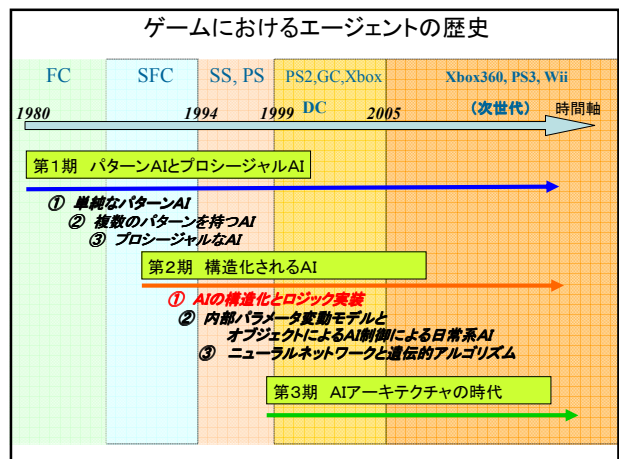 ゲームにおけるエージェントの歴史
FC SFC SS, PS PS2,GC,Xbox Xbox360, PS3, Wii
DC (次世代) 時間軸
1980 1994 1999 2005
第1期 パターンAIとプロシージャルAI
① 単純なパターンAI
② 複数のパターンを持つAI
③ プロシージャルなAI
第2期 構造化されるAI
① AIの構造化とロジック実装
② 内部パラメータ変動モデルと
オブジェクトによるAI制御による日常系AI
③ ニューラルネットワークと遺伝的アルゴリズム
第3期 AIアーキテクチャの時代